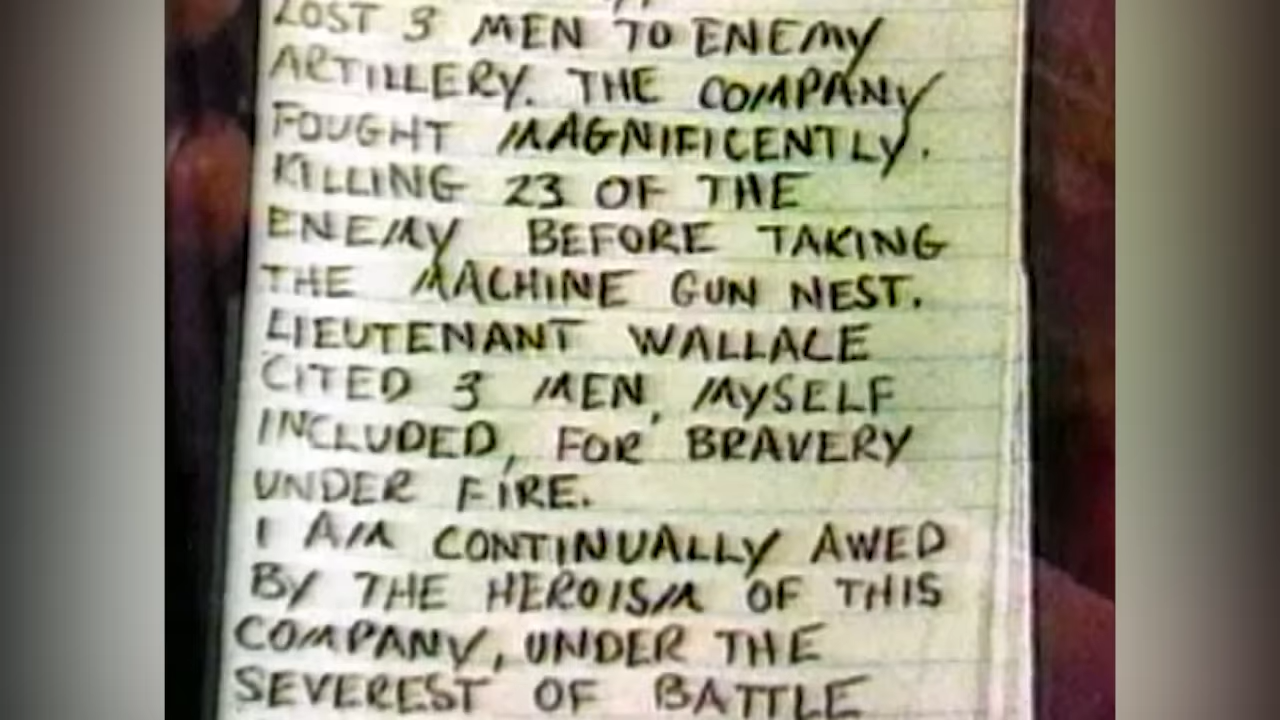 LOST 3 MEN TO ENEMY
ARTILLERY. THE COMPANY
FOUGHT MAGNIFICENTLY.
KILLING 23 OF THE
ENEMY BEFORE TAKING
THE MACHINE GUN NEST.
LIEUTENANT WALLACE
CITED 3 MEN, MYSELF
INCLUDED, FOR BRAVERY
UNDER FIRE.
I AM CONTINUALLY AWED
BY THE HEROISM OF THIS
COMPANY, UNDER THE
SEVEREST OF BATTLE